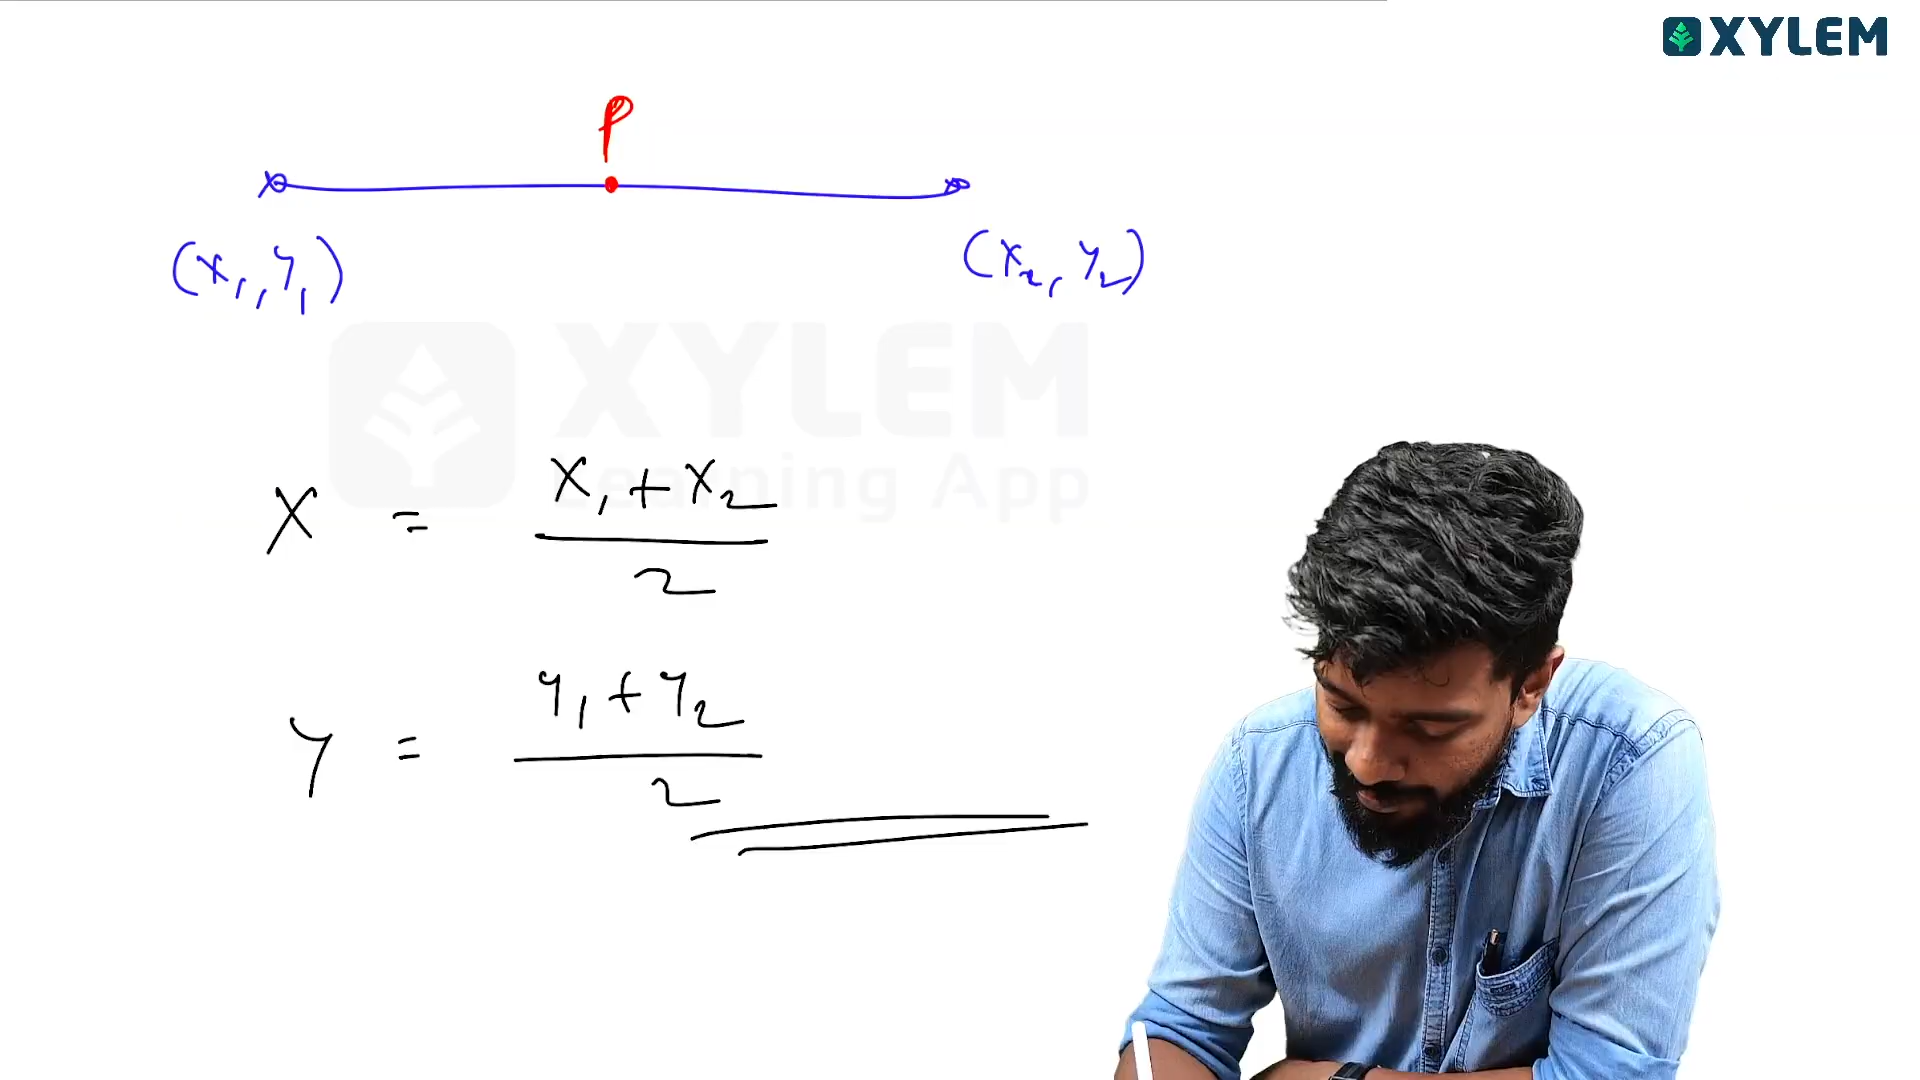 XYLEM
P
(x₁, y₁) (x₂, y₂)
XYLEM
Learning App
x = x₁ + x₂ / 2
y = y₁ + y₂ / 2